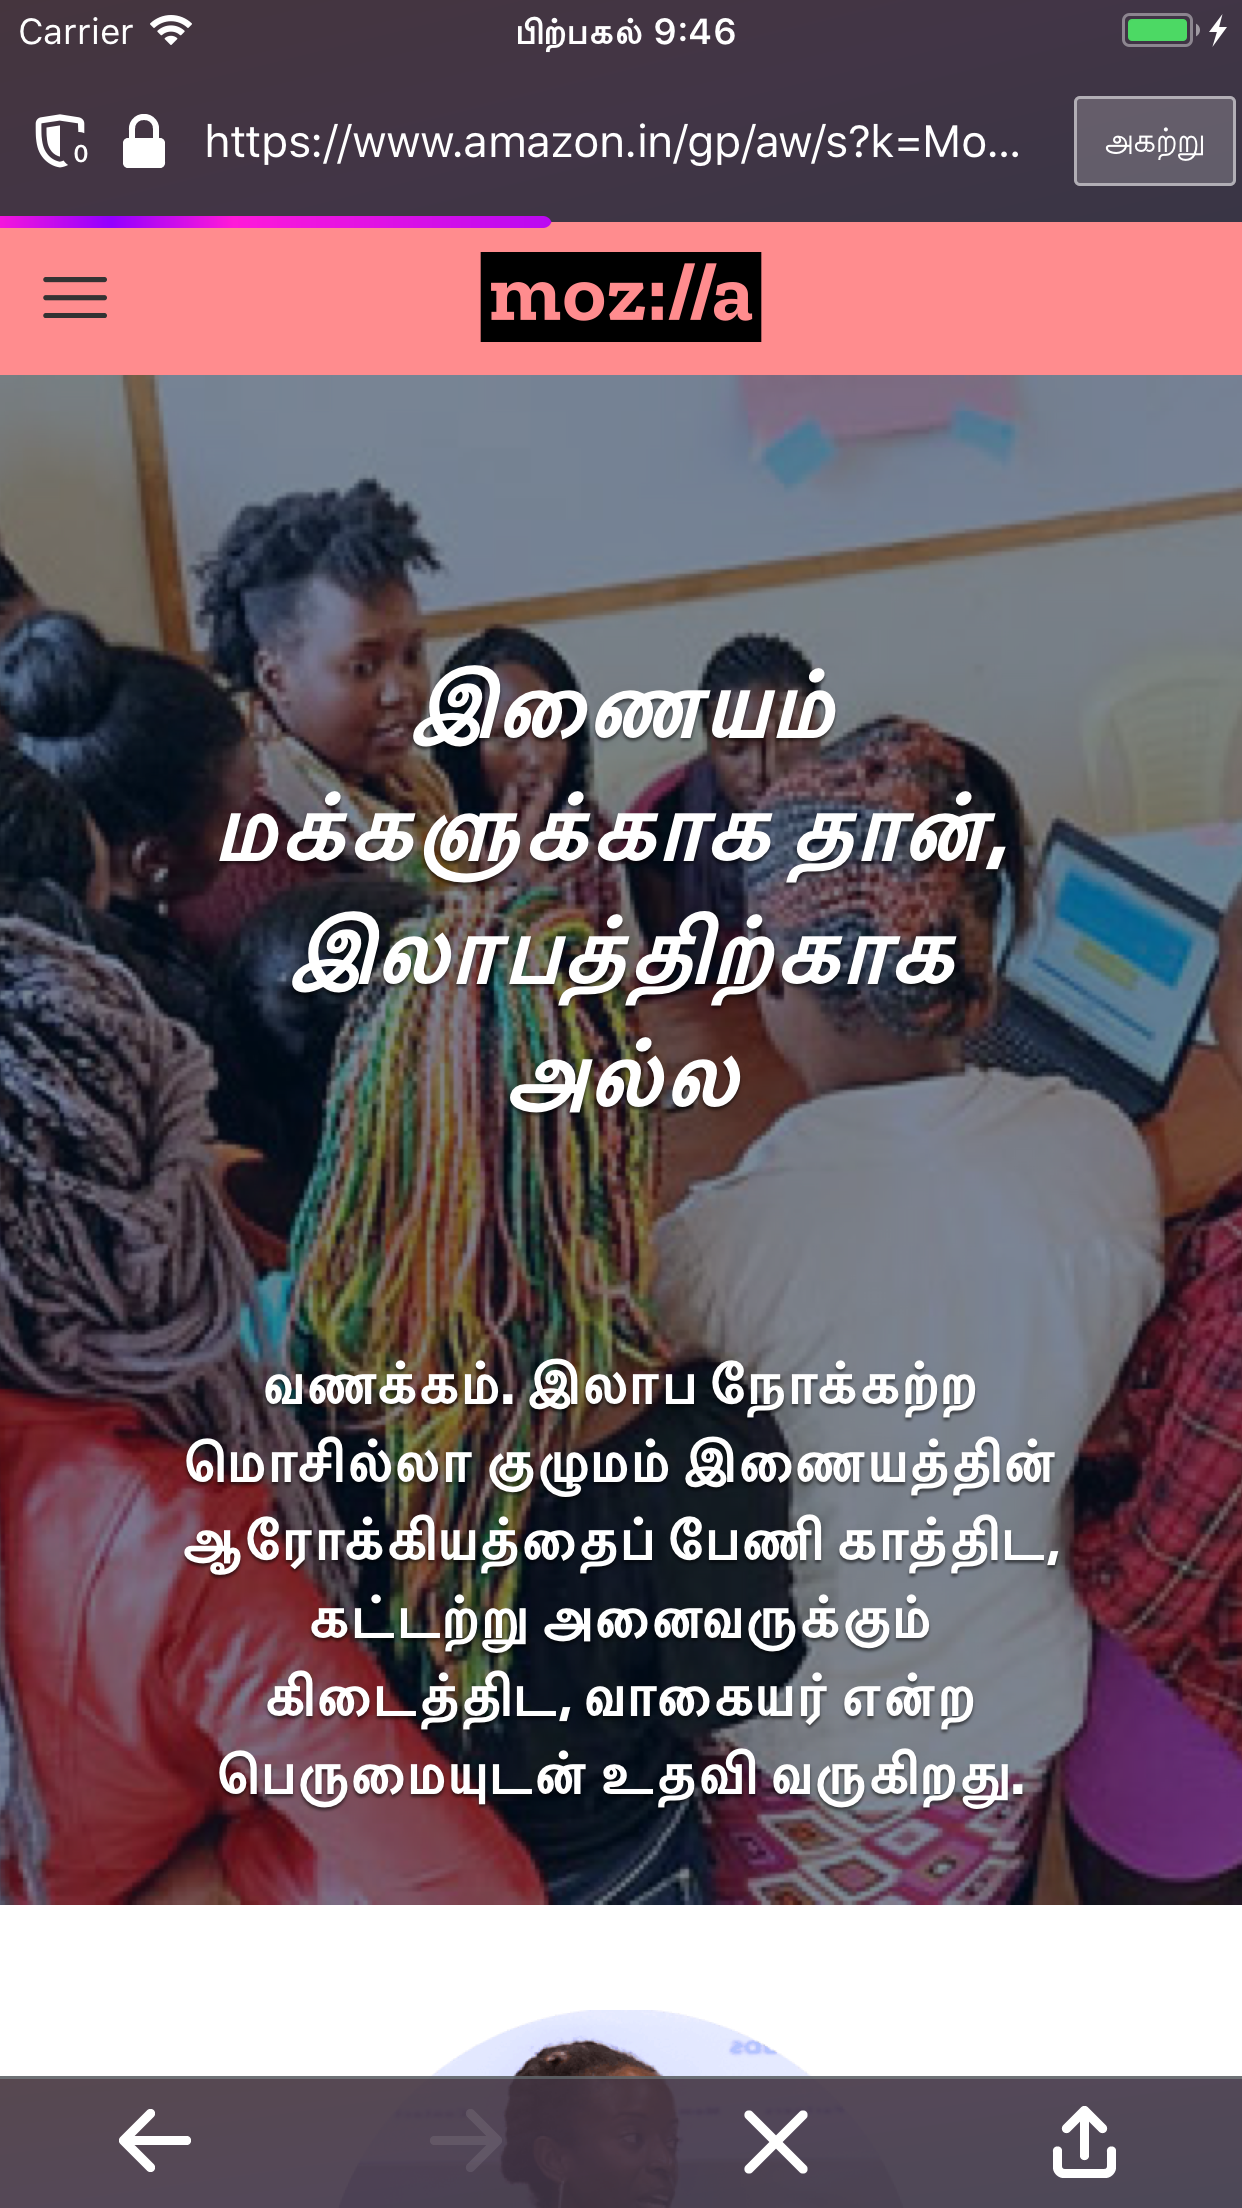 Carrier பிற்பகல் 9:46
0 https://www.amazon.in/gp/aw/s?k=Mo... அகற்று
moz://a
இணையம்
மக்களுக்காக தான்,
இலாபத்திற்காக
அல்ல
வணக்கம். இலாப நோக்கற்ற
மொசில்லா குழுமம் இணையத்தின்
ஆரோக்கியத்தைப் பேணி காத்திட,
கட்டற்று அனைவருக்கும்
கிடைத்திட, வாகையர் என்ற
பெருமையுடன் உதவி வருகிறது.